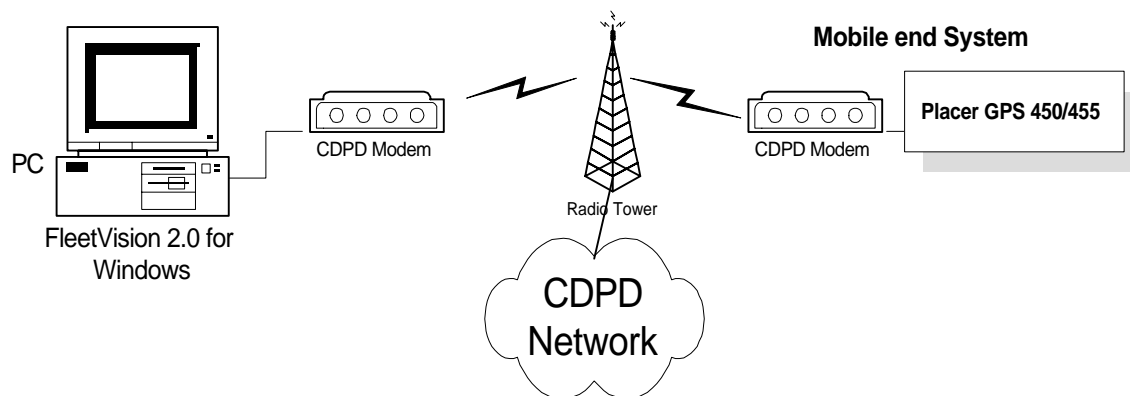 Mobile end System
Placer GPS 450/455
CDPD Modem
CDPD Modem
PC
Radio Tower
FleetVision 2.0 for
Windows
CDPD
Network